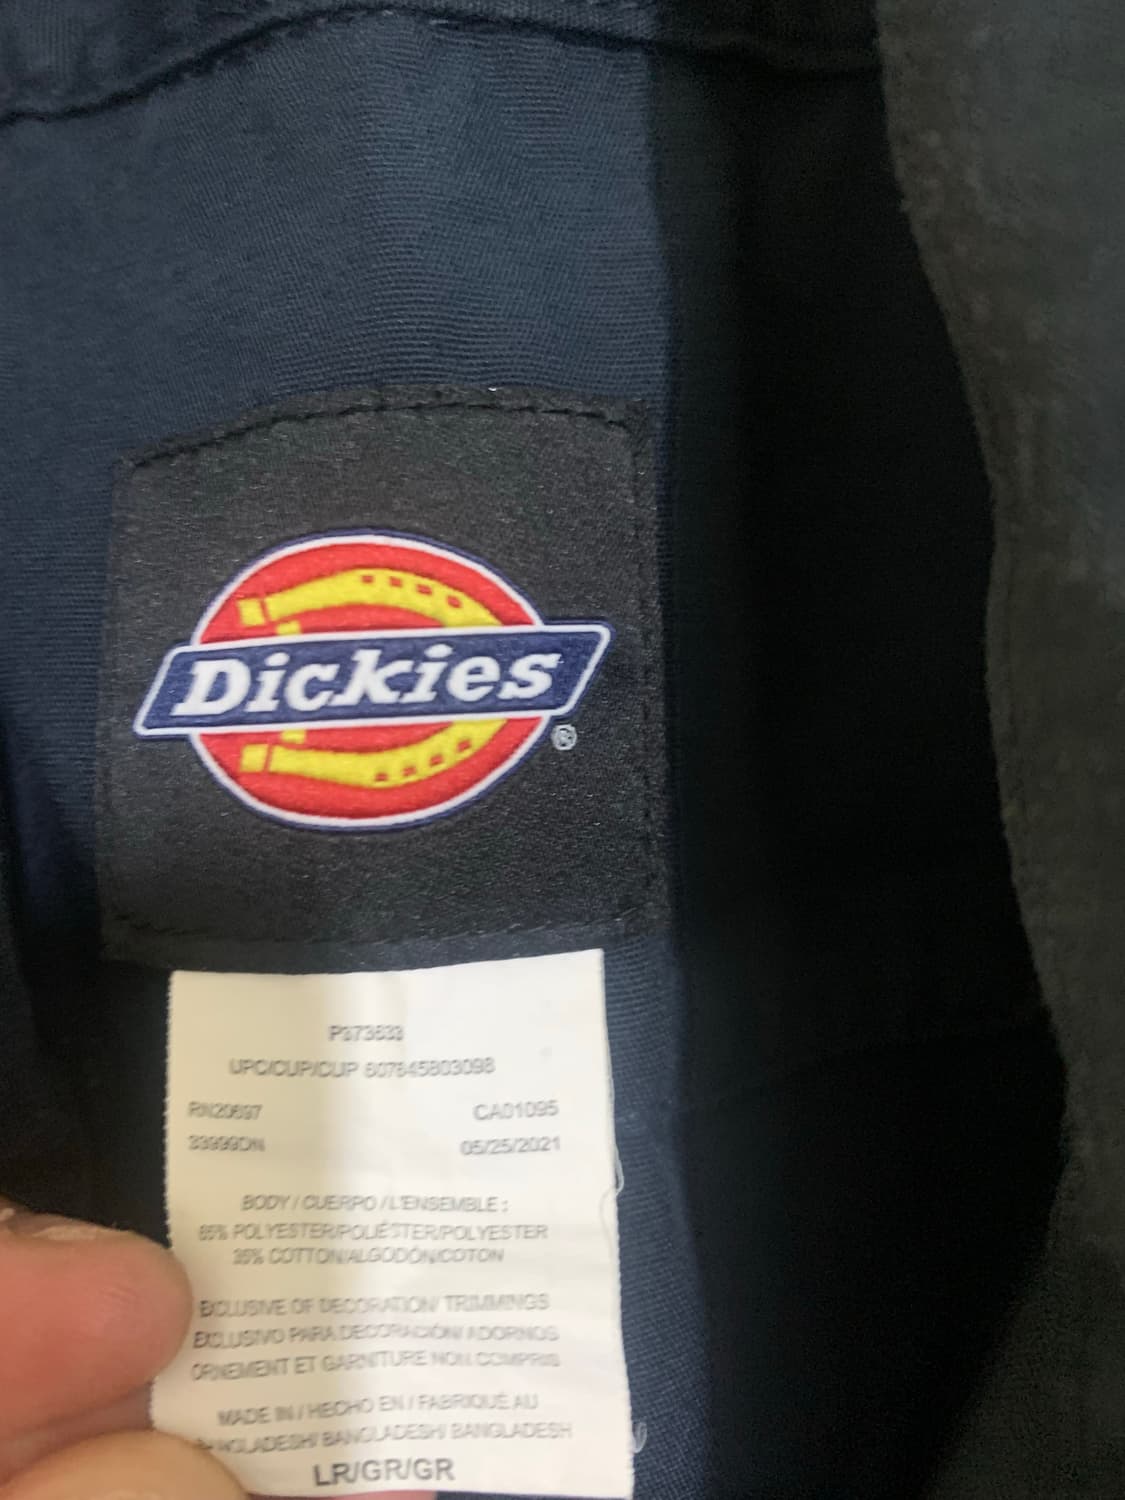 Dickies
®
P373633
UPC/CUP/CUP 607645803098
RN20697 CA01095
33999DN 05/25/2021
BODY / CUERPO / L'ENSEMBLE :
65% POLYESTER/POLIÉSTER/POLYESTER
35% COTTON/ALGODÓN/COTON
EXCLUSIVE OF DECORATION/ TRIMMINGS
EXCLUSIVO PARA DECORACIÓN/ ADORNOS
ORNEMENT ET GARNITURE NON COMPRIS
MADE IN / HECHO EN / FABRIQUÉ AU
BANGLADESH/ BANGLADESH/ BANGLADESH
LR/GR/GR